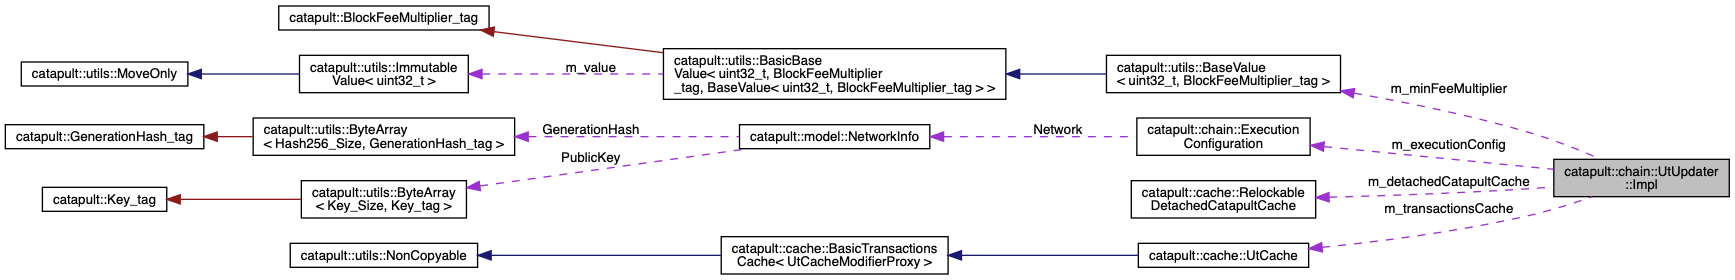 catapult::BlockFeeMultiplier_tag
catapult::utils::MoveOnly
catapult::utils::Immutable
Value< uint32_t >
m_value
catapult::utils::BasicBase
Value< uint32_t, BlockFeeMultiplier
_tag, BaseValue< uint32_t, BlockFeeMultiplier_tag > >
catapult::utils::BaseValue
< uint32_t, BlockFeeMultiplier_tag >
m_minFeeMultiplier
catapult::GenerationHash_tag
catapult::utils::ByteArray
< Hash256_Size, GenerationHash_tag >
GenerationHash
catapult::model::NetworkInfo
Network
catapult::chain::Execution
Configuration
m_executionConfig
PublicKey
catapult::Key_tag
catapult::utils::ByteArray
< Key_Size, Key_tag >
catapult::cache::Relockable
DetachedCatapultCache
m_detachedCatapultCache
catapult::chain::UtUpdater
::Impl
m_transactionsCache
catapult::utils::NonCopyable
catapult::cache::BasicTransactions
Cache< UtCacheModifierProxy >
catapult::cache::UtCache